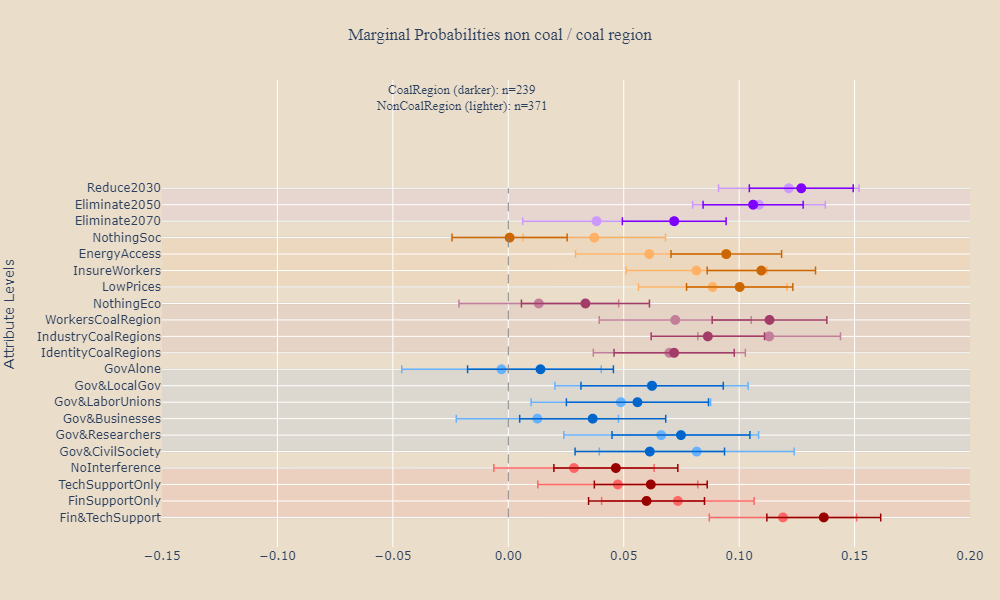 Marginal Probabilities non coal / coal region
CoalRegion (darker): n=239
NonCoalRegion (lighter): n=371
Attribute Levels
Reduce2030
Eliminate2050
Eliminate2070
NothingSoc
EnergyAccess
InsureWorkers
LowPrices
NothingEco
WorkersCoalRegion
IndustryCoalRegions
IdentityCoalRegions
GovAlone
Gov&LocalGov
Gov&LaborUnions
Gov&Businesses
Gov&Researchers
Gov&CivilSociety
NoInterference
TechSupportOnly
FinSupportOnly
Fin&TechSupport
−0.15 −0.10 −0.05 0.00 0.05 0.10 0.15 0.20